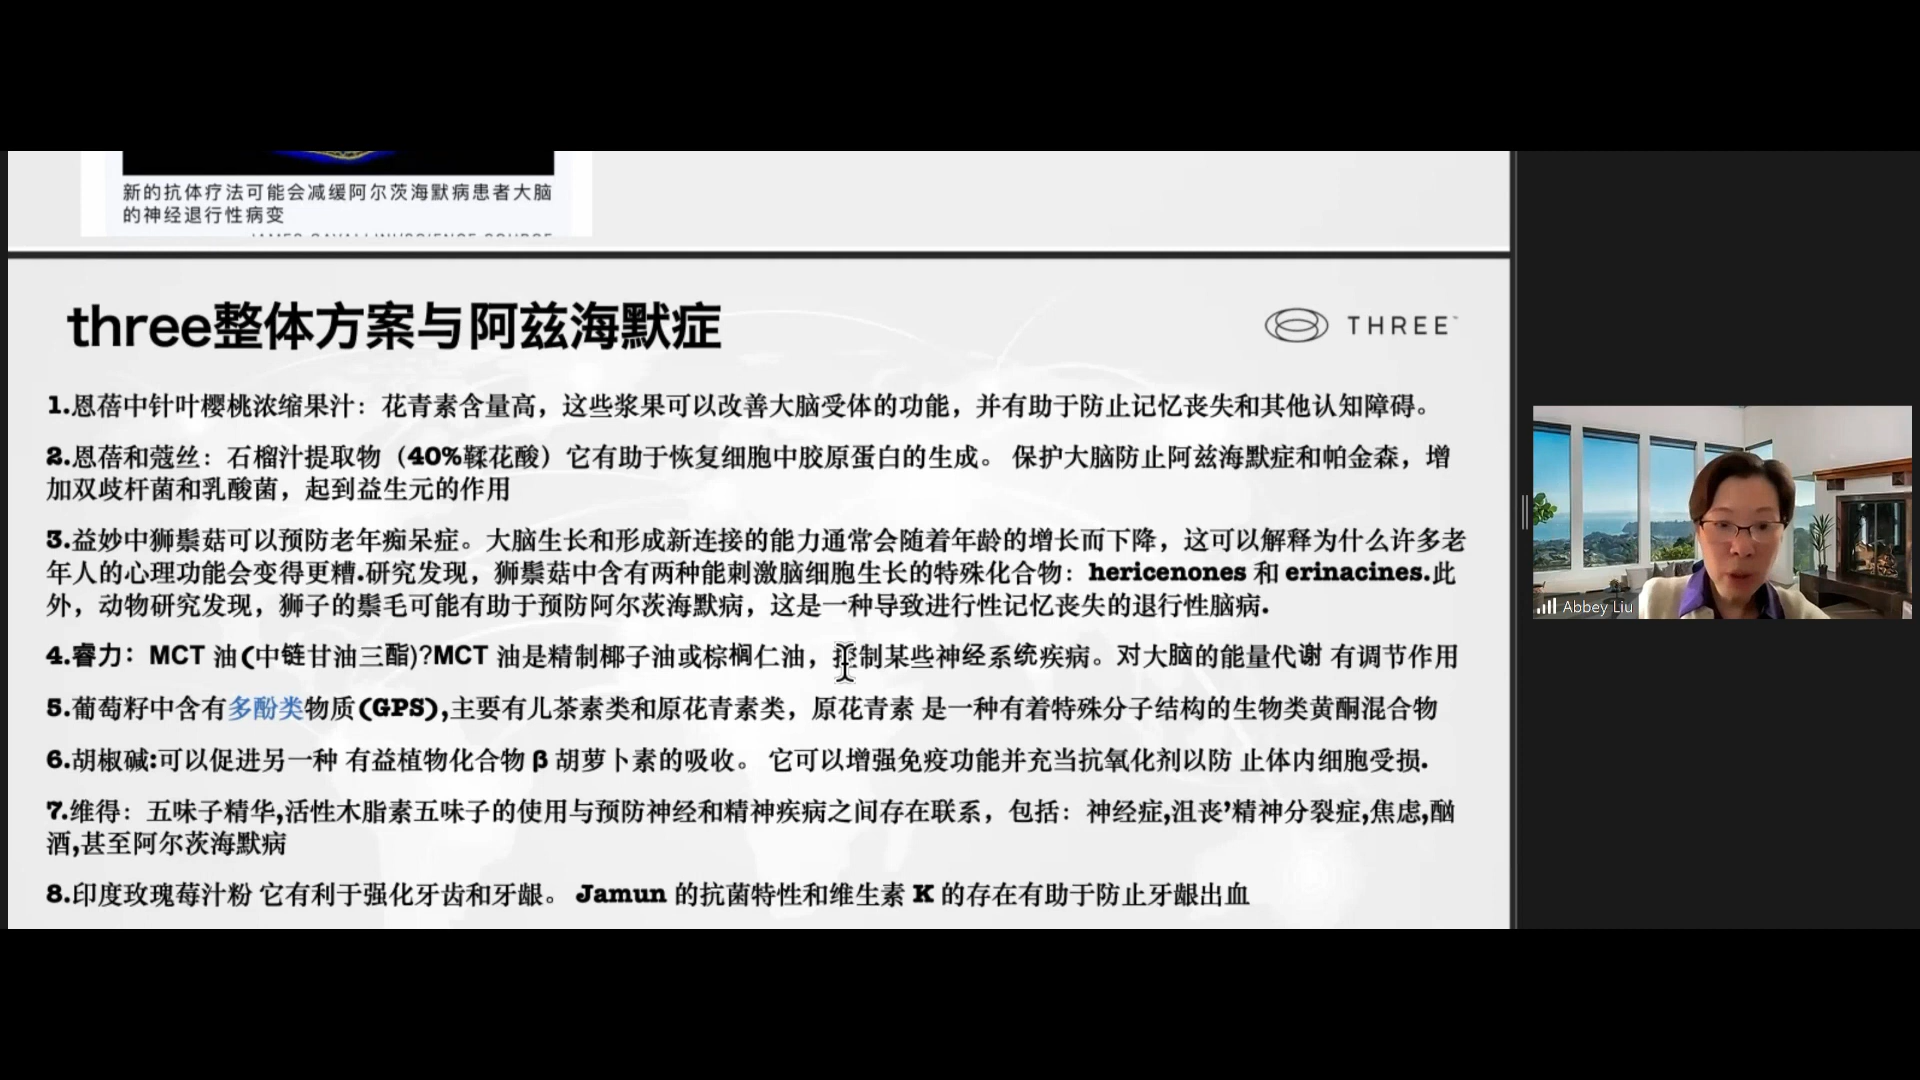 新的抗体疗法可能会减缓阿尔茨海默病患者大脑
的神经退行性病变
three整体方案与阿兹海默症
THREE™
1.恩蓓中针叶樱桃浓缩果汁：花青素含量高，这些浆果可以改善大脑受体的功能，并有助于防止记忆丧失和其他认知障碍。
2.恩蓓和蔻丝：石榴汁提取物（40%鞣花酸）它有助于恢复细胞中胶原蛋白的生成。 保护大脑防止阿兹海默症和帕金森，增
加双歧杆菌和乳酸菌，起到益生元的作用
3.益妙中狮鬃菇可以预防老年痴呆症。大脑生长和形成新连接的能力通常会随着年龄的增长而下降，这可以解释为什么许多老
年人的心理功能会变得更糟.研究发现，狮鬃菇中含有两种能刺激脑细胞生长的特殊化合物：hericenones 和 erinacines.此
外，动物研究发现，狮子的鬃毛可能有助于预防阿尔茨海默病，这是一种导致进行性记忆丧失的退行性脑病.
4.睿力：MCT 油(中链甘油三酯)?MCT 油是精制椰子油或棕榈仁油，控制某些神经系统疾病。对大脑的能量代谢 有调节作用
5.葡萄籽中含有多酚类物质(GPS),主要有儿茶素类和原花青素类，原花青素 是一种有着特殊分子结构的生物类黄酮混合物
6.胡椒碱:可以促进另一种 有益植物化合物 β 胡萝卜素的吸收。 它可以增强免疫功能并充当抗氧化剂以防 止体内细胞受损.
7.维得：五味子精华,活性木脂素五味子的使用与预防神经和精神疾病之间存在联系，包括：神经症,沮丧’精神分裂症,焦虑,酗
酒,甚至阿尔茨海默病
8.印度玫瑰莓汁粉 它有利于强化牙齿和牙龈。 Jamun 的抗菌特性和维生素 K 的存在有助于防止牙龈出血
Abbey Liu